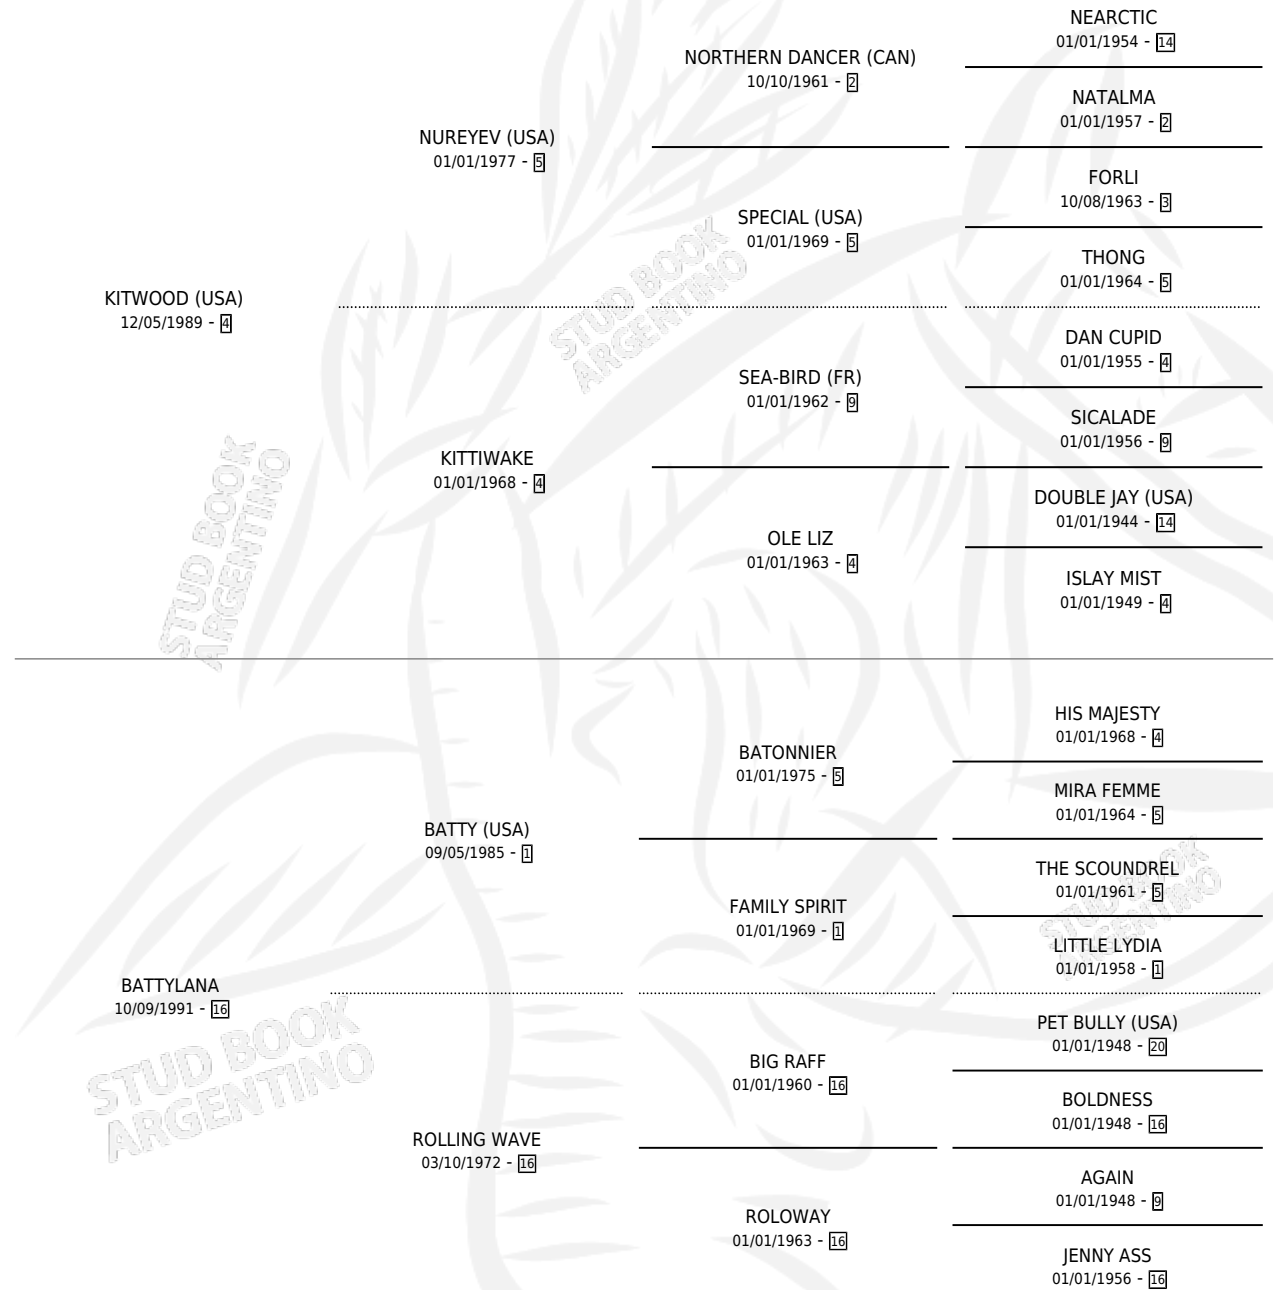 NEARCTIC
01/01/1954 - 14
NORTHERN DANCER (CAN)
10/10/1961 - 2
NATALMA
01/01/1957 - 2
NUREYEV (USA)
01/01/1977 - 5
FORLI
10/08/1963 - 3
SPECIAL (USA)
01/01/1969 - 5
THONG
01/01/1964 - 5
KITWOOD (USA)
12/05/1989 - 4
DAN CUPID
01/01/1955 - 4
SEA-BIRD (FR)
01/01/1962 - 9
SICALADE
01/01/1956 - 9
KITTIWAKE
01/01/1968 - 4
DOUBLE JAY (USA)
01/01/1944 - 14
OLE LIZ
01/01/1963 - 4
ISLAY MIST
01/01/1949 - 4
HIS MAJESTY
01/01/1968 - 4
BATONNIER
01/01/1975 - 5
MIRA FEMME
01/01/1964 - 5
BATTY (USA)
09/05/1985 - 1
THE SCOUNDREL
01/01/1961 - 5
FAMILY SPIRIT
01/01/1969 - 1
LITTLE LYDIA
01/01/1958 - 1
BATTYLANA
10/09/1991 - 16
PET BULLY (USA)
01/01/1948 - 20
BIG RAFF
01/01/1960 - 16
BOLDNESS
01/01/1948 - 16
ROLLING WAVE
03/10/1972 - 16
AGAIN
01/01/1948 - 9
ROLOWAY
01/01/1963 - 16
JENNY ASS
01/01/1956 - 16
STUD BOOK
ARGENTINO
STUD BOOK
ARGENTINO
STUD BOOK
ARGENTINO
STUD BOOK
ARGENTINO